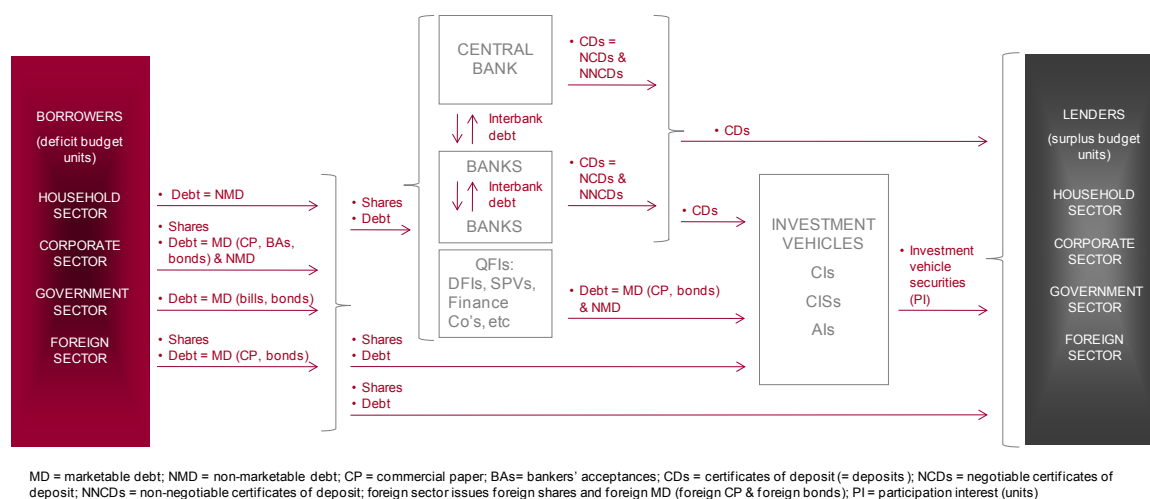 BORROWERS
(deficit budget
units)
HOUSEHOLD
SECTOR
CORPORATE
SECTOR
GOVERNMENT
SECTOR
FOREIGN
SECTOR
• Debt = NMD
• Shares
• Debt = MD (CP, BAs,
bonds) & NMD
• Debt = MD (bills, bonds)
• Shares
• Debt = MD (CP, bonds)
• Shares
• Debt
• Shares
• Debt
• Shares
• Debt
CENTRAL
BANK
Interbank
debt
BANKS
Interbank
debt
BANKS
QFIs:
DFIs, SPVs,
Finance
Co's, etc
• CDs =
NCDs &
NNCDs
• CDs =
NCDs &
NNCDs
• Debt = MD (CP, bonds)
& NMD
• CDs
• CDs
INVESTMENT
VEHICLES
CIs
CISs
AIs
• Investment
vehicle
securities
(PI)
LENDERS
(surplus budget
units)
HOUSEHOLD
SECTOR
CORPORATE
SECTOR
GOVERNMENT
SECTOR
FOREIGN
SECTOR
MD = marketable debt; NMD = non-marketable debt; CP = commercial paper; BAs= bankers' acceptances; CDs = certificates of deposit (= deposits); NCDs = negotiable certificates of
deposit; NNCDs = non-negotiable certificates of deposit; foreign sector issues foreign shares and foreign MD (foreign CP & foreign bonds); PI = participation interest (units)